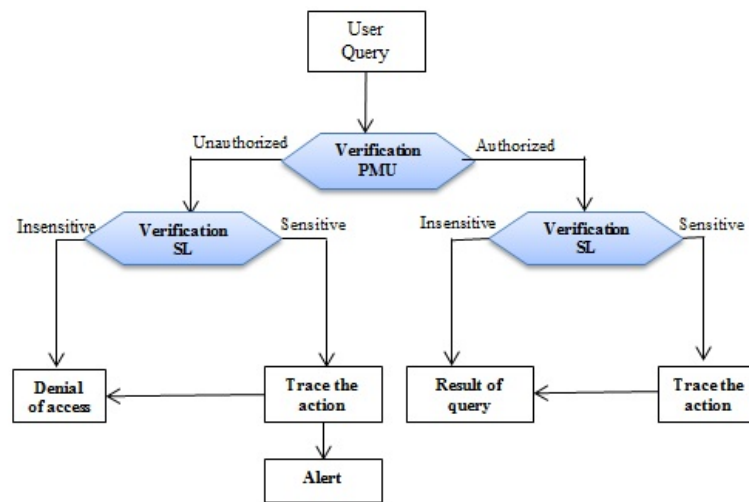 User
Query
Unauthorized
Verification
PMU
Authorized
Insensitive
Verification
SL
Sensitive
Insensitive
Verification
SL
Sensitive
Denial
of access
Trace the
action
Result of
query
Trace the
action
Alert